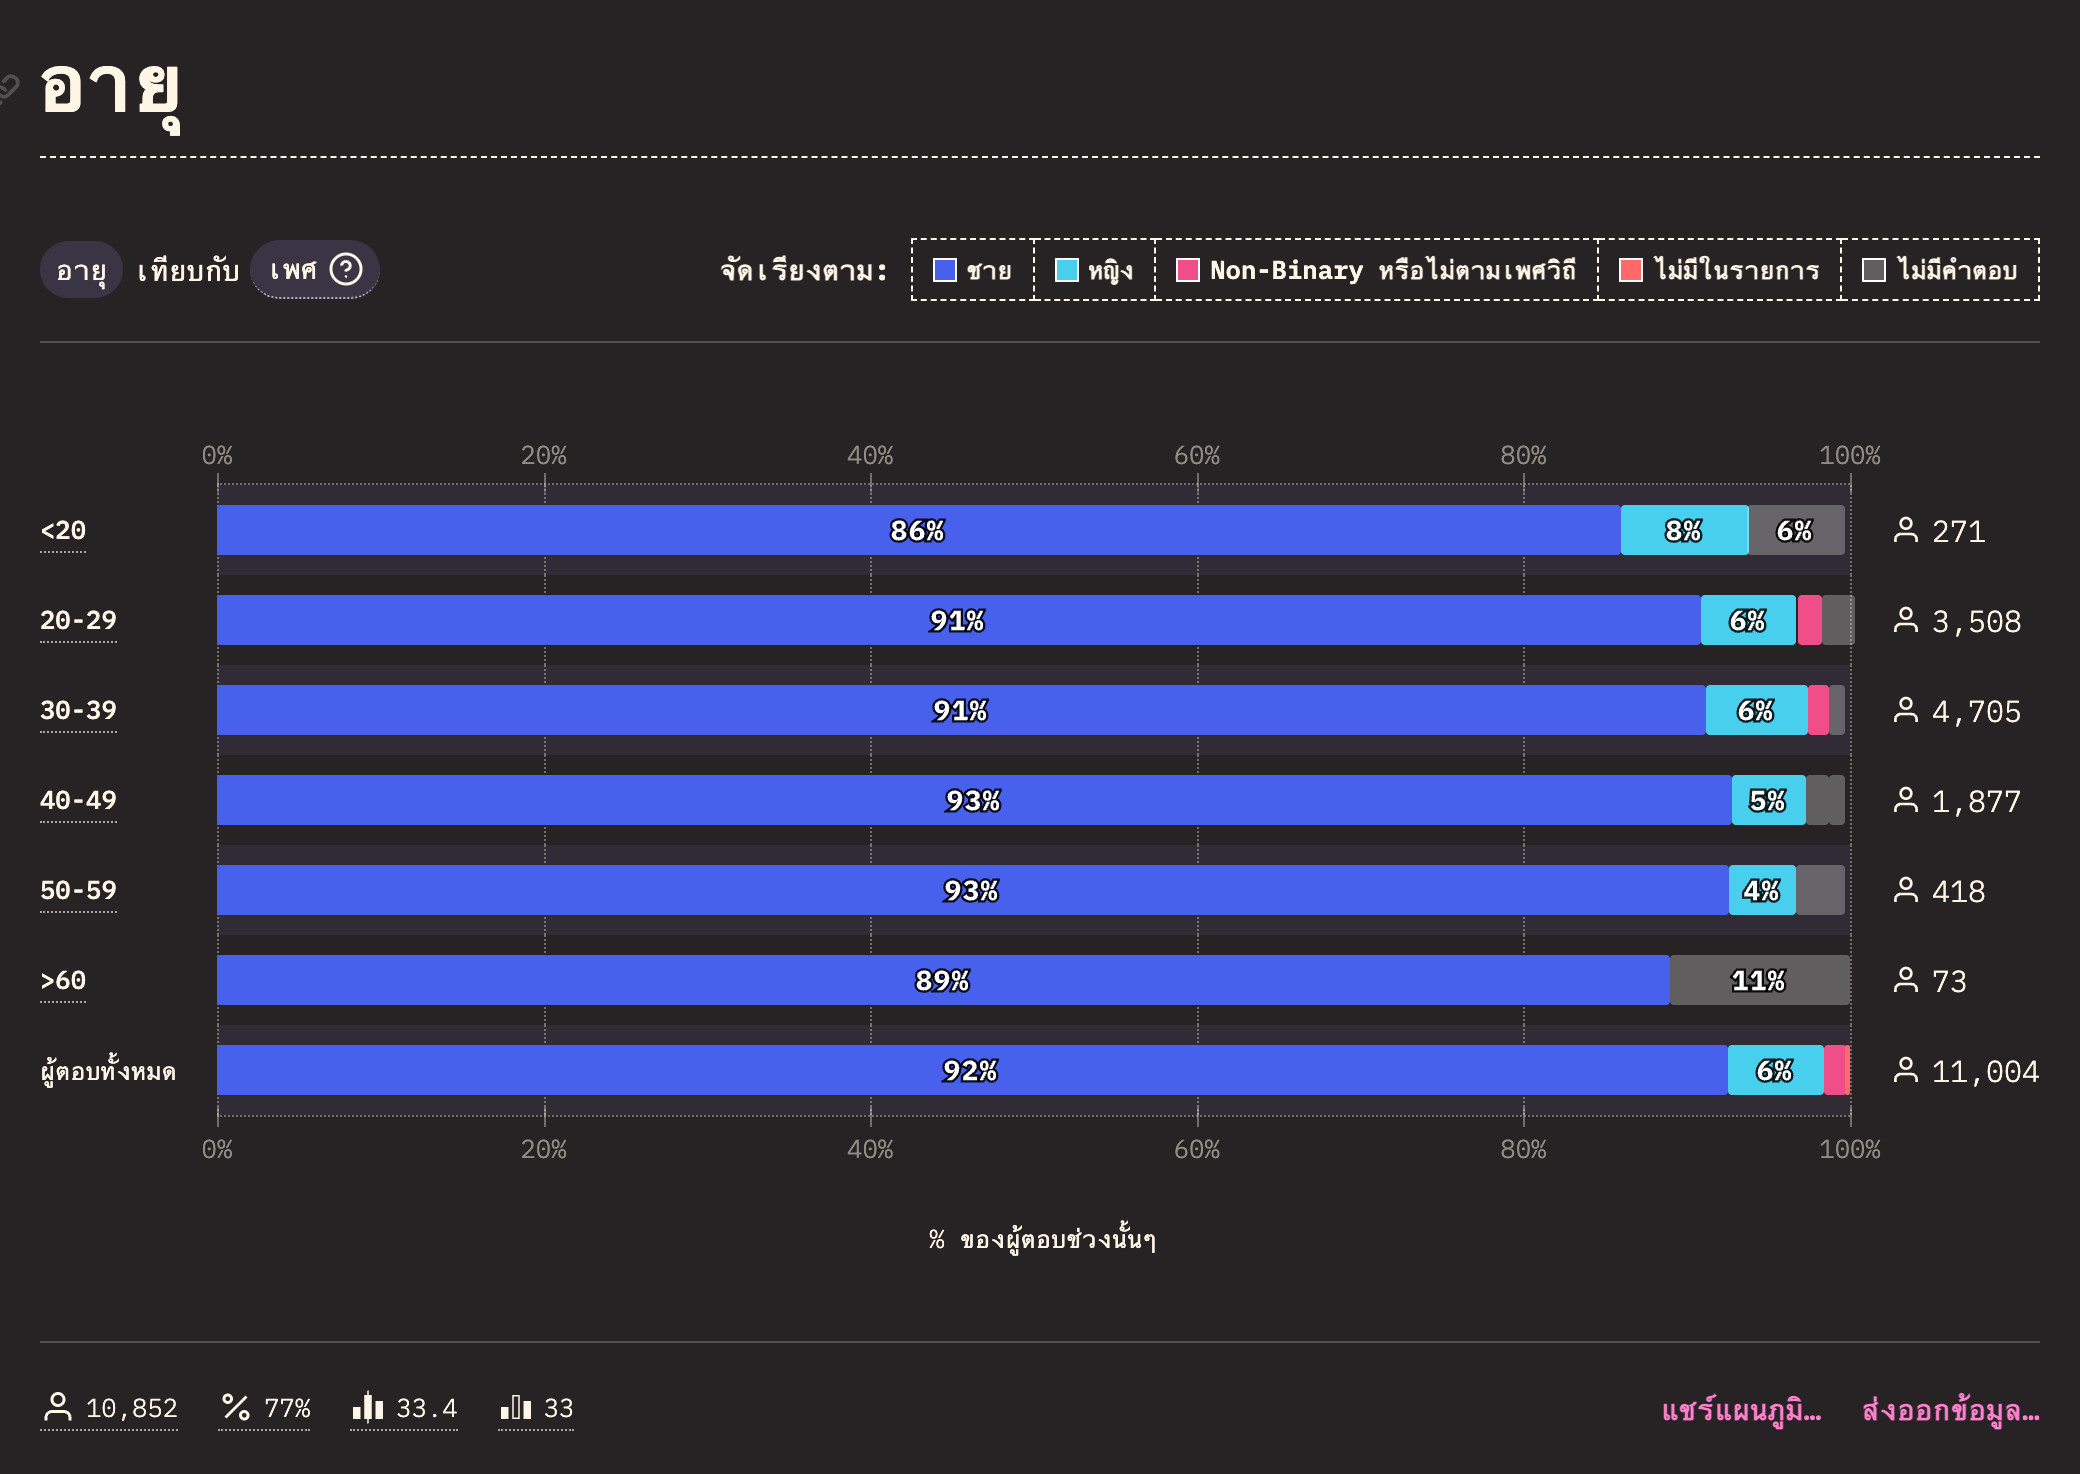 อายุ
อายุ เทียบกับ เพศ
จัดเรียงตาม: ชาย หญิง Non-Binary หรือไม่ตามเพศวิถี ไม่มีในรายการ ไม่มีคำตอบ
0% 20% 40% 60% 80% 100%
<20 86% 8% 6% 271
20-29 91% 6% 3,508
30-39 91% 6% 4,705
40-49 93% 5% 1,877
50-59 93% 4% 418
>60 89% 11% 73
ผู้ตอบทั้งหมด 92% 6% 11,004
0% 20% 40% 60% 80% 100%
% ของผู้ตอบช่วงนั้นๆ
10,852 77% 33.4 33
แชร์แผนภูมิ… ส่งออกข้อมูล…